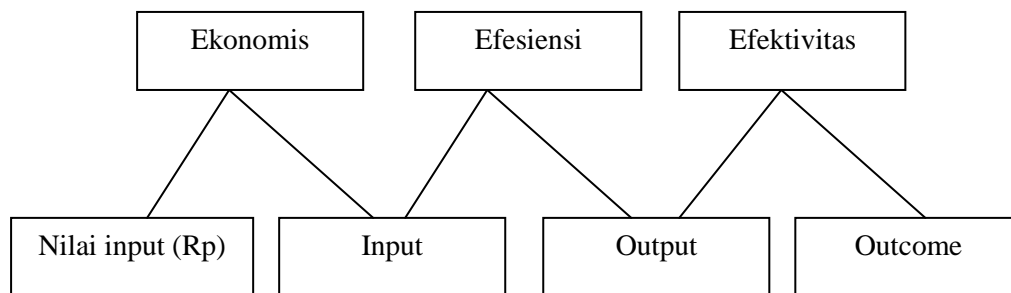 Ekonomis
Efesiensi
Efektivitas
Nilai input (Rp)
Input
Output
Outcome